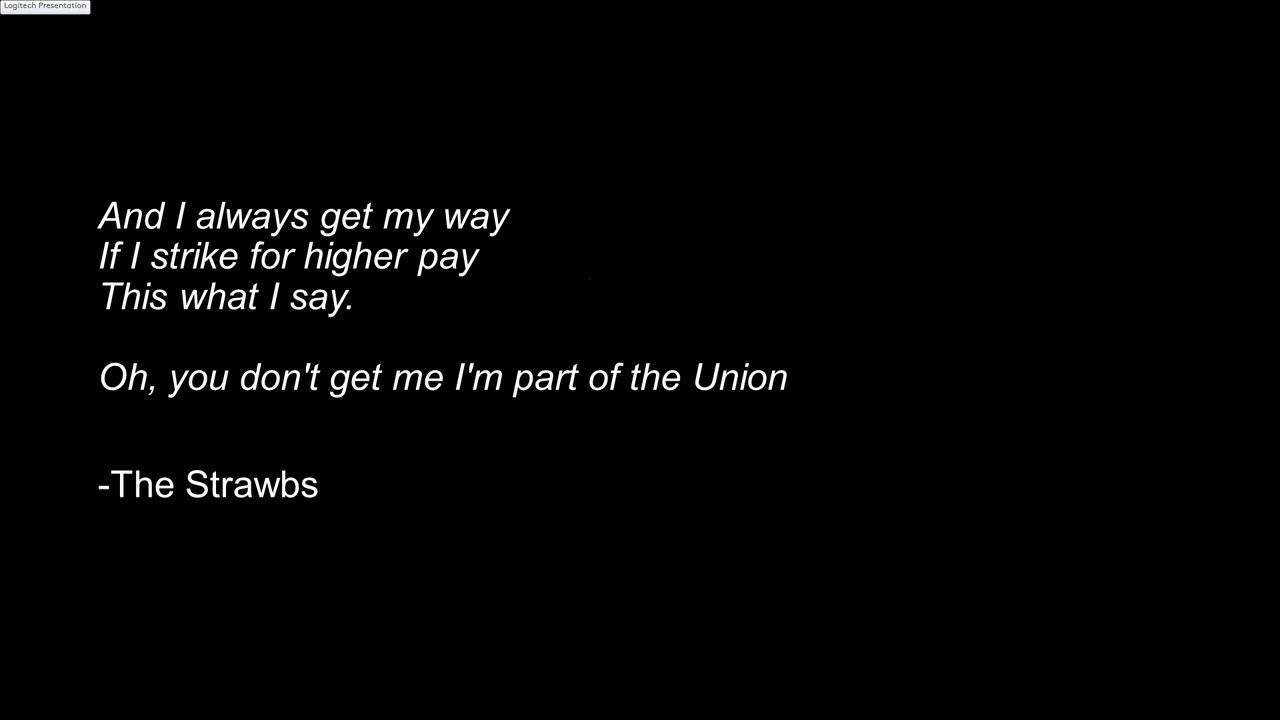 Logitech Presentation
And I always get my way
If I strike for higher pay
This what I say.
Oh, you don't get me I'm part of the Union
-The Strawbs